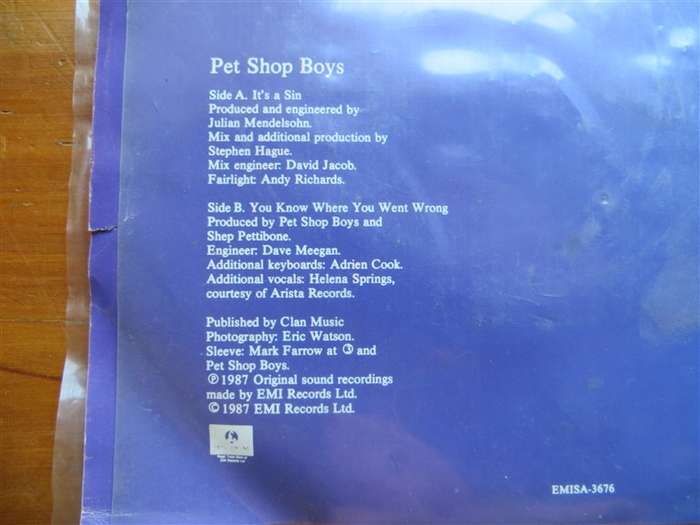 Pet Shop Boys
Side A. It's a Sin
Produced and engineered by
Julian Mendelsohn.
Mix and additional production by
Stephen Hague.
Mix engineer: David Jacob.
Fairlight: Andy Richards.
Side B. You Know Where You Went Wrong
Produced by Pet Shop Boys and
Shep Pettibone.
Engineer: Dave Meegan.
Additional keyboards: Adrien Cook.
Additional vocals: Helena Springs,
courtesy of Arista Records.
Published by Clan Music
Photography: Eric Watson.
Sleeve: Mark Farrow at ③ and
Pet Shop Boys.
℗ 1987 Original sound recordings
made by EMI Records Ltd.
© 1987 EMI Records Ltd.
EMISA-3676